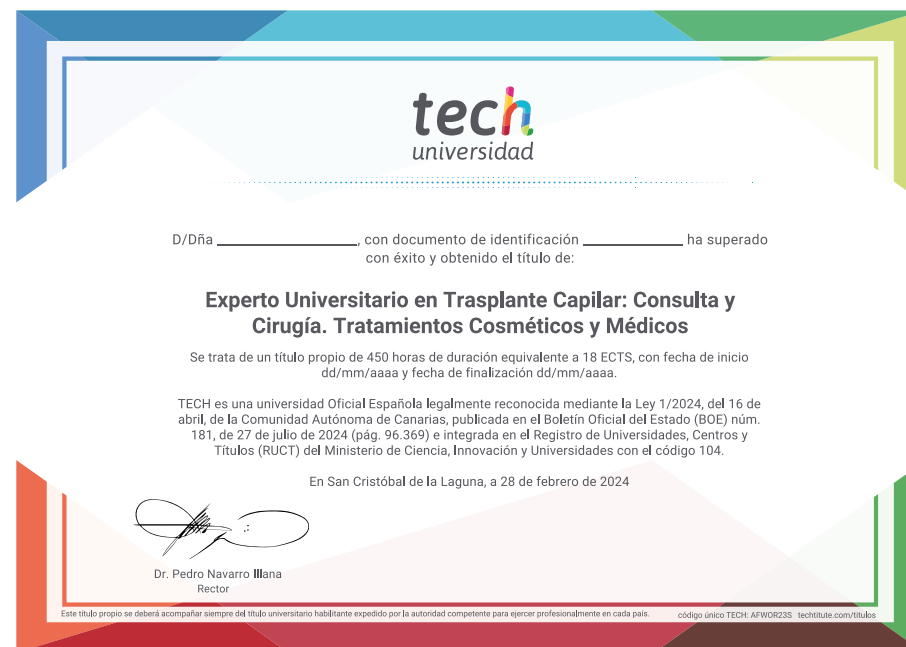 tech
universidad
D/Dña ________________, con documento de identificación ____________ ha superado
con éxito y obtenido el título de:
Experto Universitario en Trasplante Capilar: Consulta y
Cirugía. Tratamientos Cosméticos y Médicos
Se trata de un título propio de 450 horas de duración equivalente a 18 ECTS, con fecha de inicio
dd/mm/aaaa y fecha de finalización dd/mm/aaaa.
TECH es una universidad Oficial Española legalmente reconocida mediante la Ley 1/2024, del 16 de
abril, de la Comunidad Autónoma de Canarias, publicada en el Boletín Oficial del Estado (BOE) núm.
181, de 27 de julio de 2024 (pág. 96.369) e integrada en el Registro de Universidades, Centros y
Títulos (RUCT) del Ministerio de Ciencia, Innovación y Universidades con el código 104.
En San Cristóbal de la Laguna, a 28 de febrero de 2024
Dr. Pedro Navarro Illana
Rector
Este título propio se deberá acompañar siempre del título universitario habilitante expedido por la autoridad competente para ejercer profesionalmente en cada país.
código único TECH: AFWOR23S techtitute.com/titulos